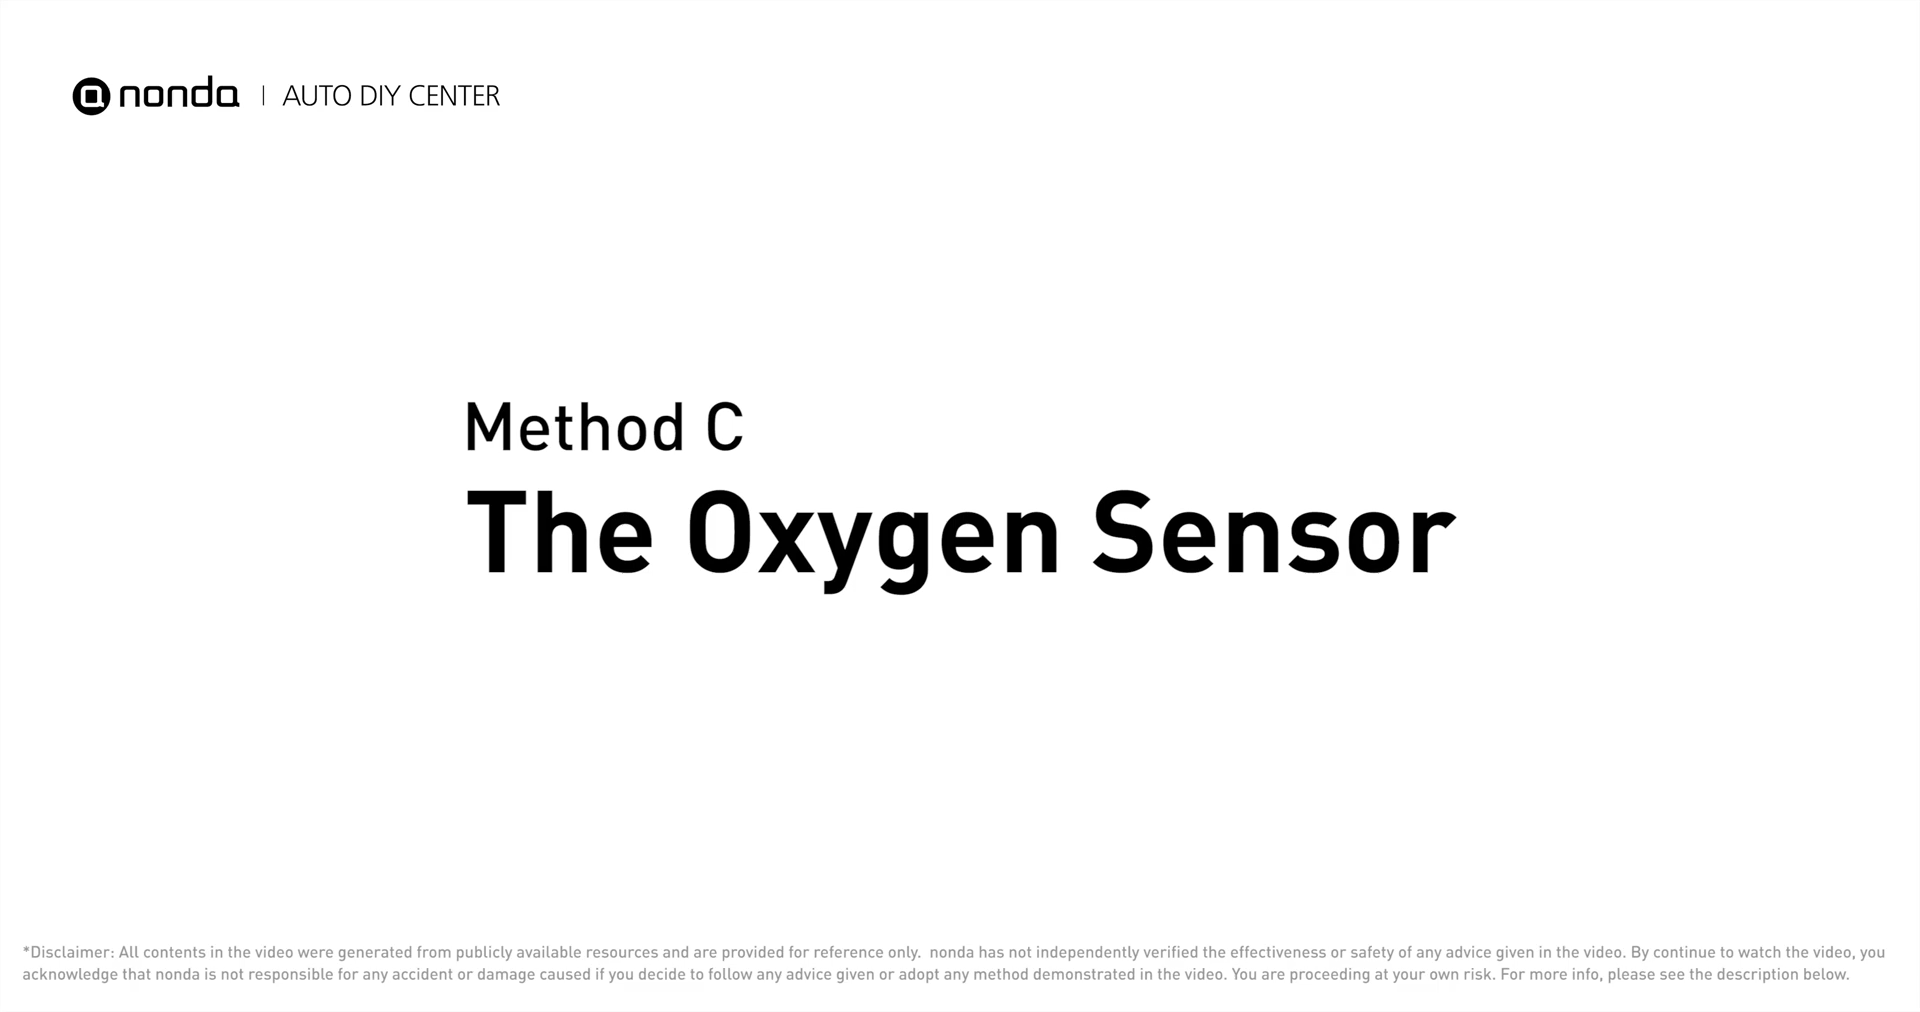 nonda | AUTO DIY CENTER
Method C
The Oxygen Sensor
*Disclaimer: All contents in the video were generated from publicly available resources and are provided for reference only.  nonda has not independently verified the effectiveness or safety of any advice given in the video. By continue to watch the video, you
acknowledge that nonda is not responsible for any accident or damage caused if you decide to follow any advice given or adopt any method demonstrated in the video. You are proceeding at your own risk. For more info, please see the description below.